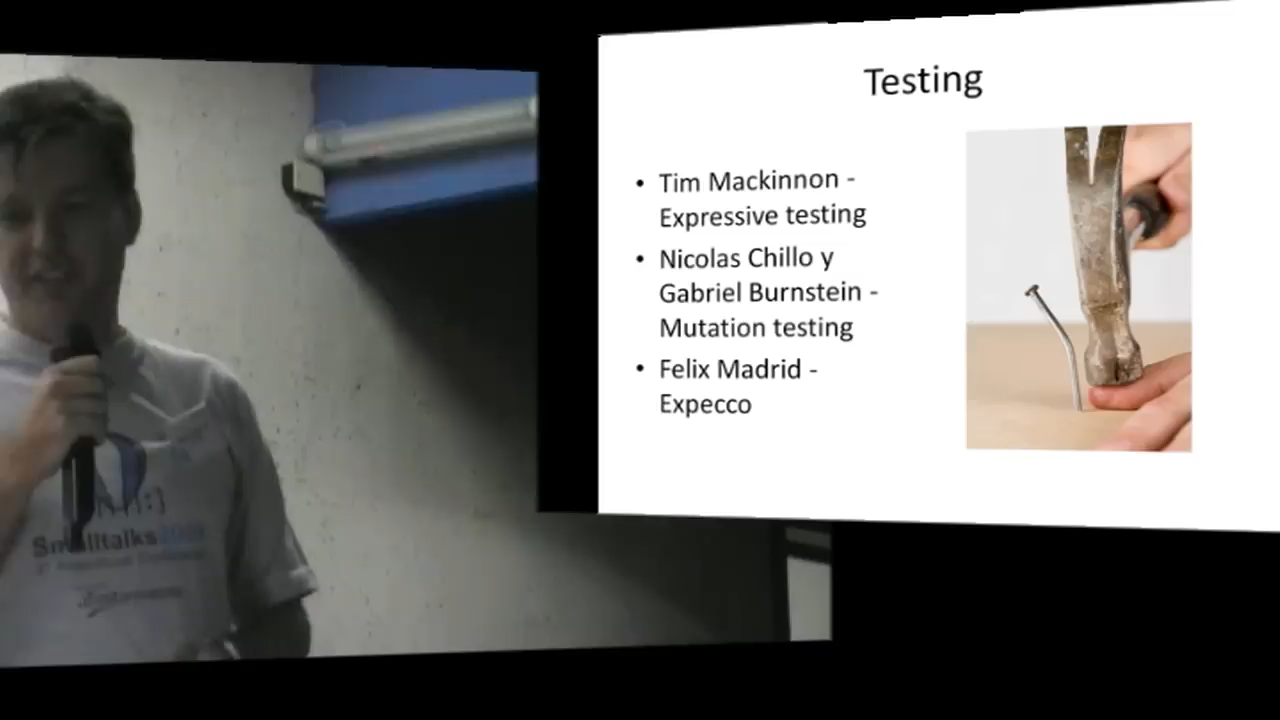 Testing
• Tim Mackinnon -
Expressive testing
• Nicolas Chillo y
Gabriel Burnstein -
Mutation testing
• Felix Madrid -
Expecco
Smalltalks